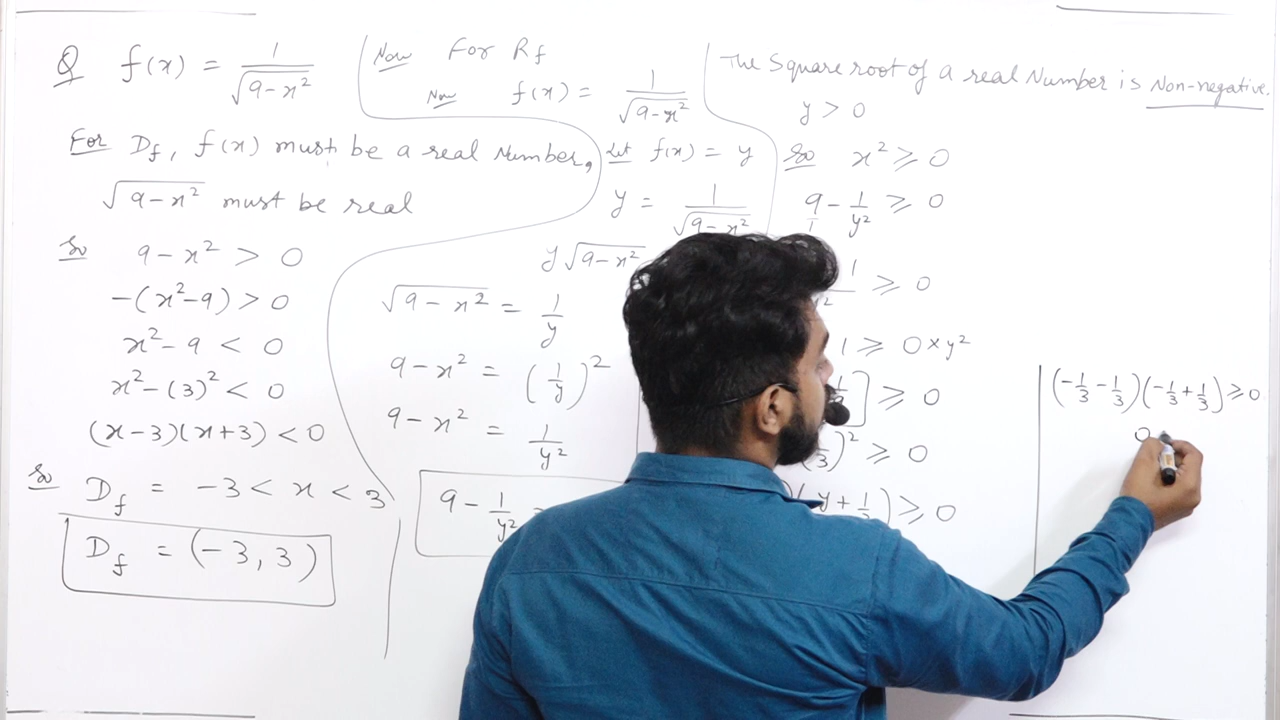 Q f(x) = 1/√(9-x²)
For Df, f(x) must be a real Number,
√(9-x²) must be real
So 9-x² > 0
-(x²-9) > 0
x²-9 < 0
x²-(3)² < 0
(x-3)(x+3) < 0
So Df = -3 < x < 3
Df = (-3, 3)
Now For Rf
Now f(x) = 1/√(9-x²)
Let f(x) = y
y = 1/√(9-x²)
y√(9-x²)
√(9-x²) = 1/y
9-x² = (1/y)²
9-x² = 1/y²
9 - 1/y² =
The Square root of a real Number is Non-negative.
y > 0
So x² ⩾ 0
9/1 - 1/y² ⩾ 0
⩾ 0
1 ⩾ 0×y²
] ⩾ 0
)² ⩾ 0
(y + 1/3) ⩾ 0
(-1/3 - 1/3)(-1/3 + 1/3) ⩾ 0
0